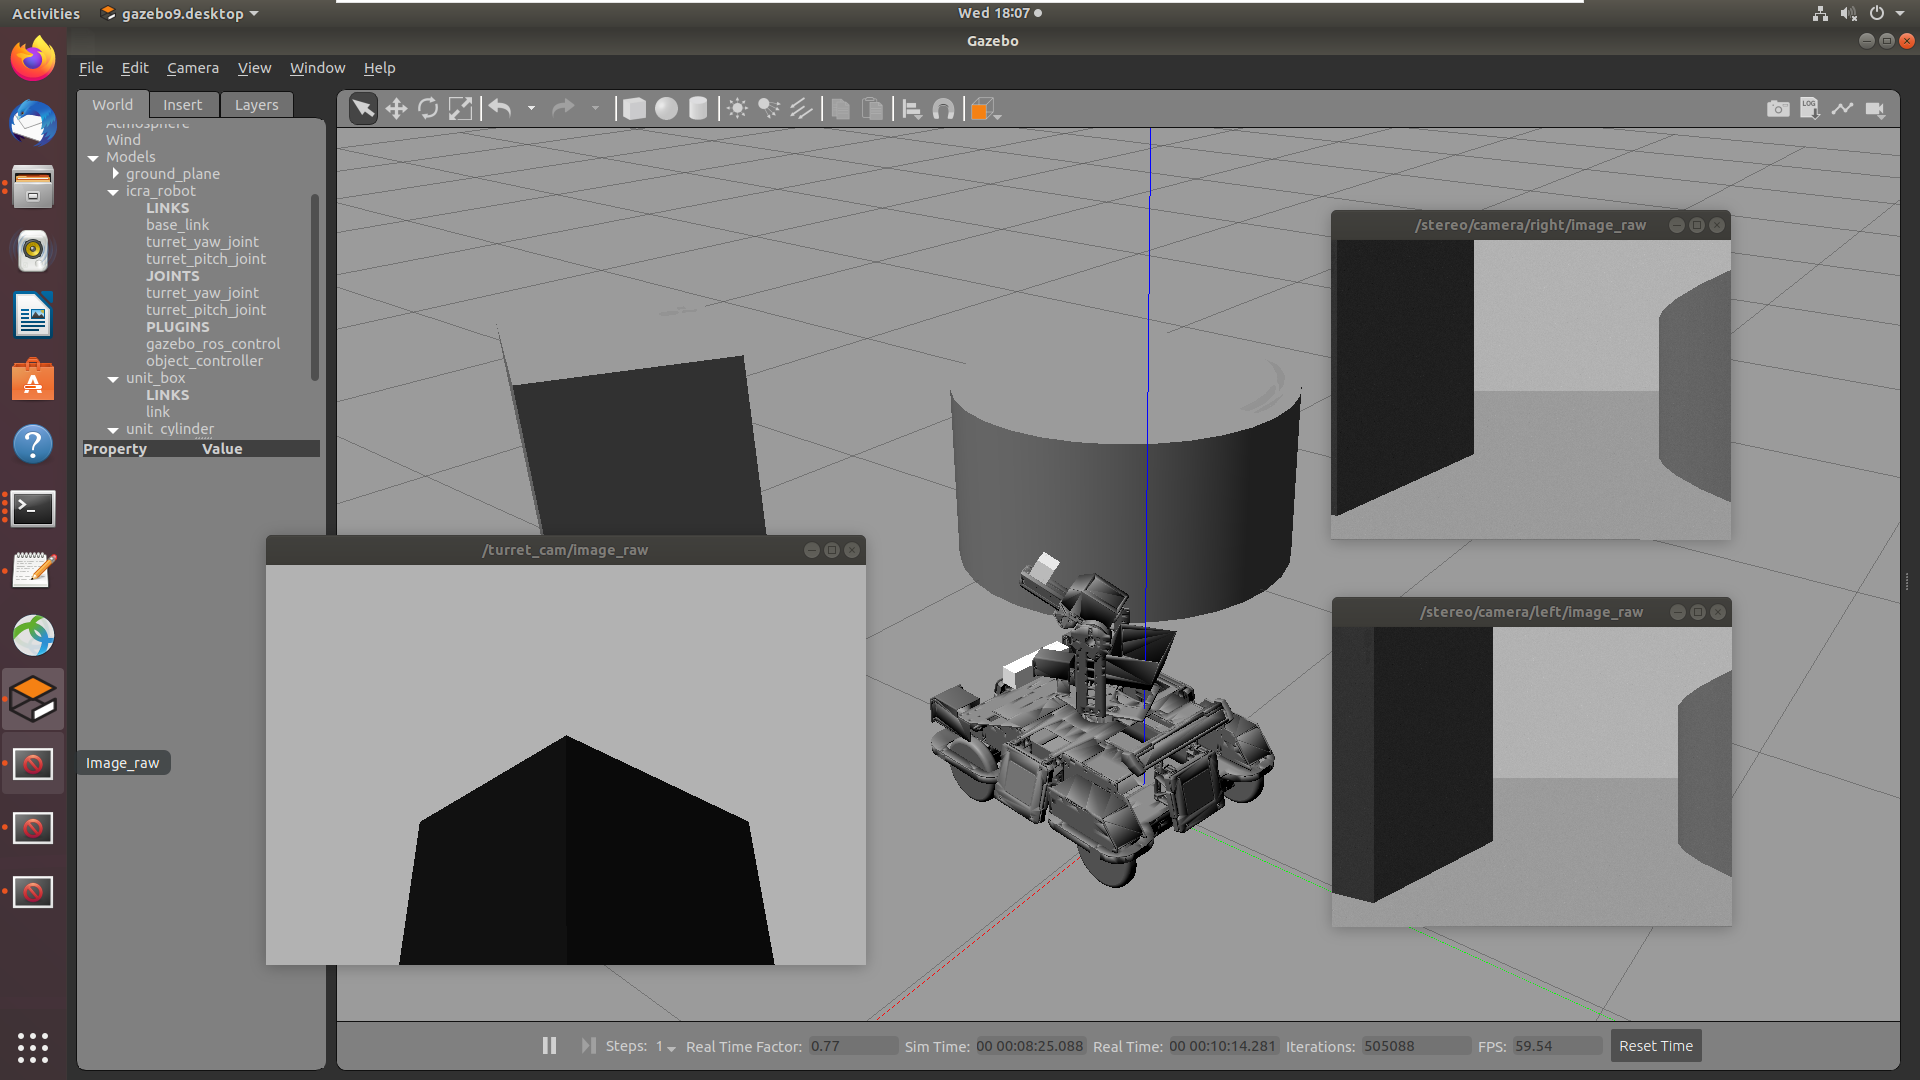 Activities
gazebo9.desktop
Wed 18:07
Gazebo
File Edit Camera View Window Help
World Insert Layers
Atmosphere
Wind
Models
ground_plane
icra_robot
LINKS
base_link
turret_yaw_joint
turret_pitch_joint
JOINTS
turret_yaw_joint
turret_pitch_joint
PLUGINS
gazebo_ros_control
object_controller
unit_box
LINKS
link
unit_cylinder
Property Value
LOG
/stereo/camera/right/image_raw
/turret_cam/image_raw
/stereo/camera/left/image_raw
Image_raw
Steps: 1 Real Time Factor: 0.77 Sim Time: 00 00:08:25.088 Real Time: 00 00:10:14.281 Iterations: 505088 FPS: 59.54 Reset Time